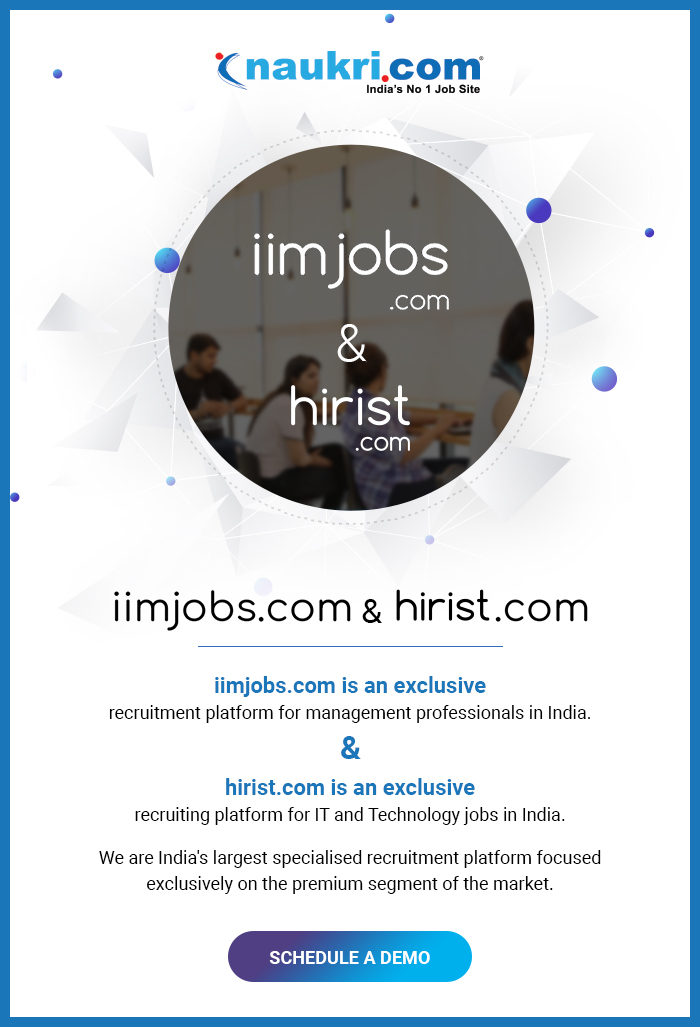 naukri.com®
India's No 1 Job Site
iimjobs
.com
&
hirist
.com
iimjobs.com & hirist.com
iimjobs.com is an exclusive
recruitment platform for management professionals in India.
&
hirist.com is an exclusive
recruiting platform for IT and Technology jobs in India.
We are India's largest specialised recruitment platform focused
exclusively on the premium segment of the market.
SCHEDULE A DEMO